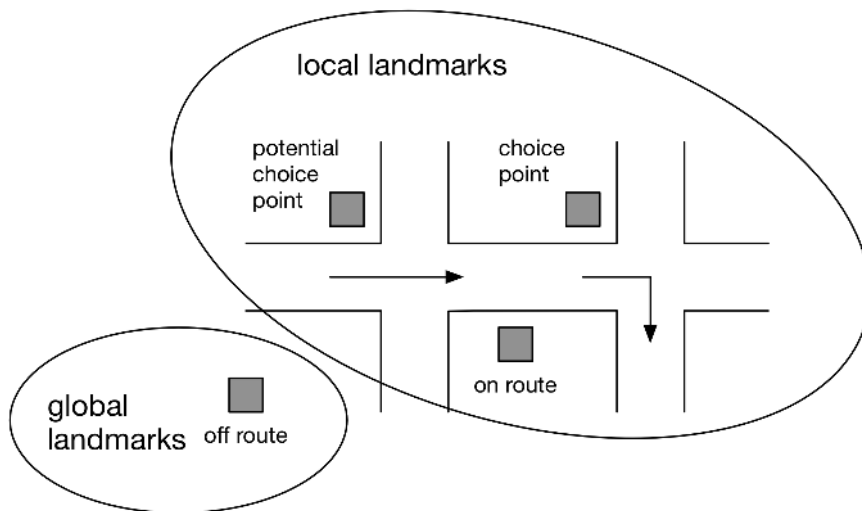 local landmarks
potential
choice
point
choice
point
on route
global
landmarks
off route